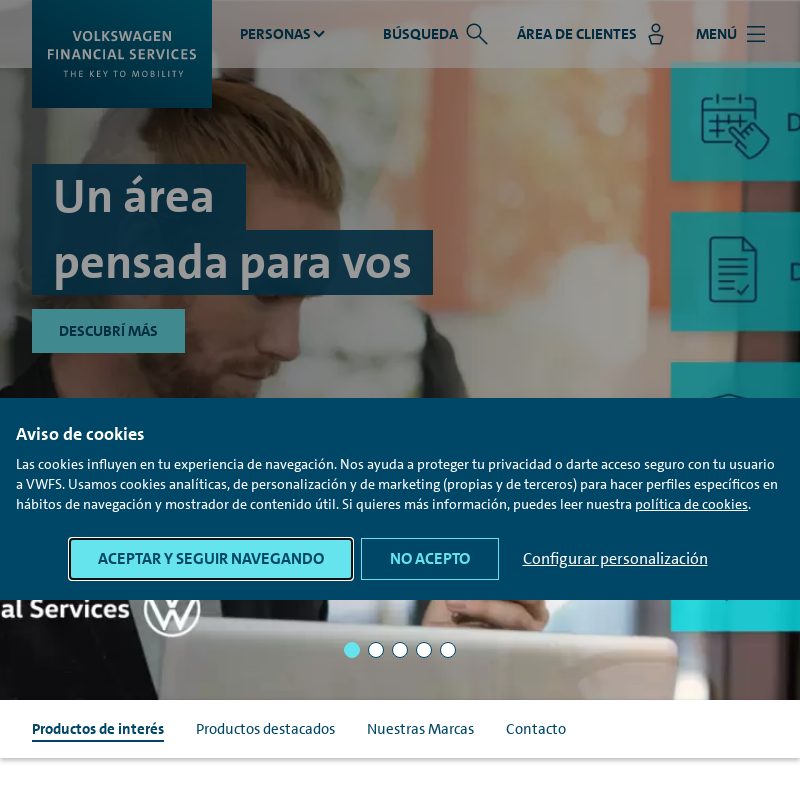 VOLKSWAGEN
FINANCIAL SERVICES
THE KEY TO MOBILITY
PERSONAS
BÚSQUEDA
ÁREA DE CLIENTES
MENÚ
Un área
pensada para vos
DESCUBRÍ MÁS
Aviso de cookies
Las cookies influyen en tu experiencia de navegación. Nos ayuda a proteger tu privacidad o darte acceso seguro con tu usuario
a VWFS. Usamos cookies analíticas, de personalización y de marketing (propias y de terceros) para hacer perfiles específicos en
hábitos de navegación y mostrador de contenido útil. Si quieres más información, puedes leer nuestra política de cookies.
ACEPTAR Y SEGUIR NAVEGANDO
NO ACEPTO
Configurar personalización
al Services
Productos de interés
Productos destacados
Nuestras Marcas
Contacto